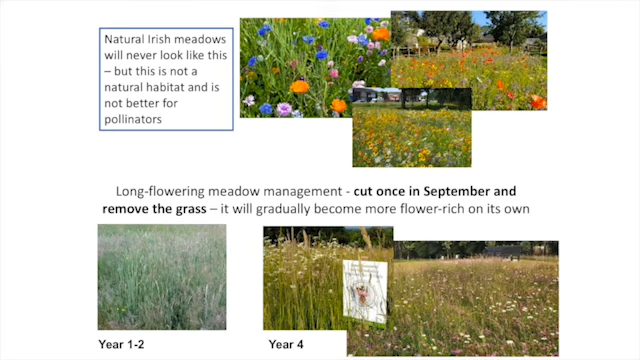 Natural Irish meadows
will never look like this
– but this is not a
natural habitat and is
not better for
pollinators
Long-flowering meadow management - cut once in September and
remove the grass – it will gradually become more flower-rich on its own
Year 1-2
Year 4